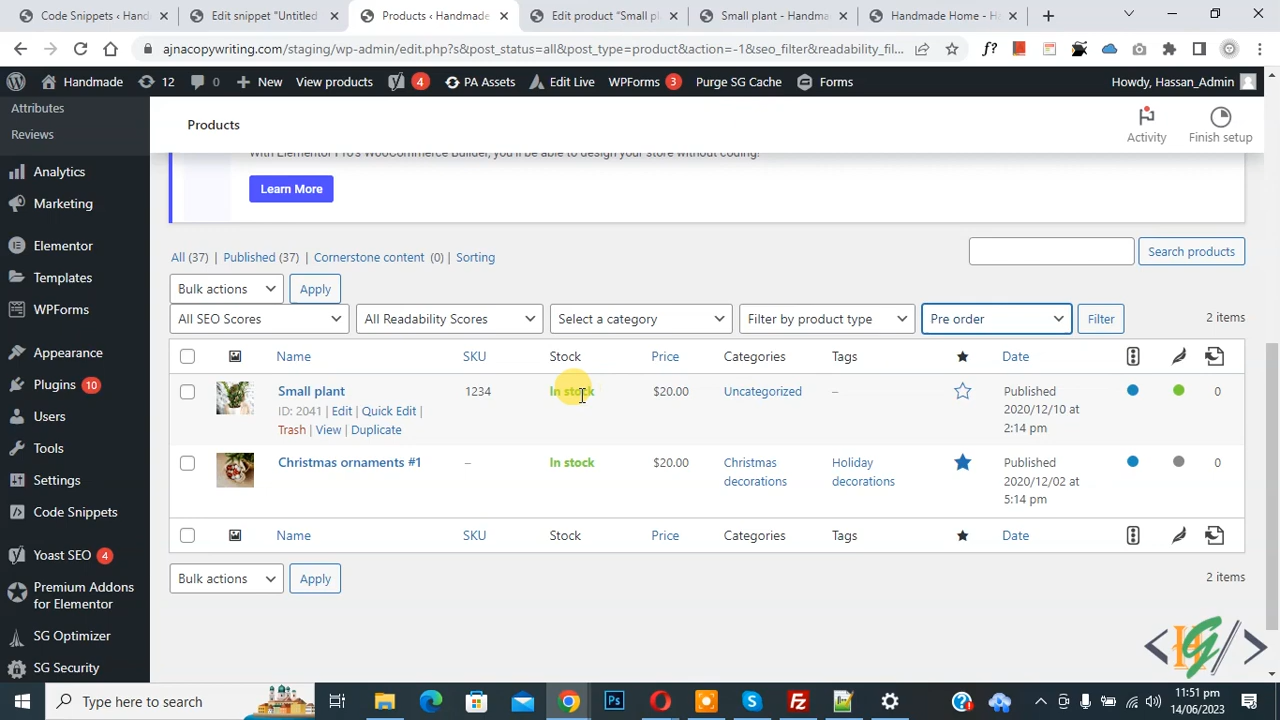 Code Snippets ‹ Hand
Edit snippet "Untitled
Products ‹ Handmade
Edit product "Small pl
Small plant - Handma
Handmade Home - H
ajnacopywriting.com/staging/wp-admin/edit.php?s&post_status=all&post_type=product&action=-1&seo_filter&readability_fil...
f?
Handmade
12
0
New
View products
4
PA Assets
Edit Live
WPForms 3
Purge SG Cache
Forms
Howdy, Hassan_Admin
Attributes
Reviews
Analytics
Marketing
Elementor
Templates
WPForms
Appearance
Plugins 10
Users
Tools
Settings
Code Snippets
Yoast SEO 4
Premium Addons
for Elementor
SG Optimizer
SG Security
Products
Activity
Finish setup
With Elementor Pro's WooCommerce Builder, you'll be able to design your store without coding!
Learn More
All (37) | Published (37) | Cornerstone content (0) | Sorting
Search products
Bulk actions
Apply
All SEO Scores
All Readability Scores
Select a category
Filter by product type
Pre order
Filter
2 items
Name SKU Stock Price Categories Tags Date
Small plant 1234 In stock $20.00 Uncategorized – Published 0
2020/12/10 at
2:14 pm
ID: 2041 | Edit | Quick Edit |
Trash | View | Duplicate
Christmas ornaments #1 – In stock $20.00 Christmas Holiday Published 0
decorations decorations 2020/12/02 at
5:14 pm
Name SKU Stock Price Categories Tags Date
Bulk actions
Apply
2 items
HG
Type here to search
Ps
Fz
11:51 pm
14/06/2023